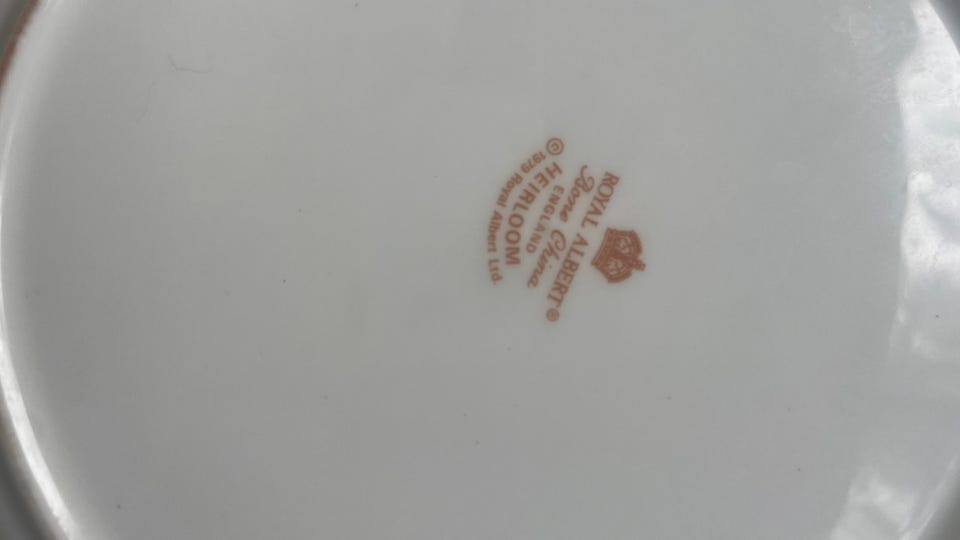 ROYAL ALBERT®
Bone China
ENGLAND
HEIRLOOM
© 1979 Royal Albert Ltd